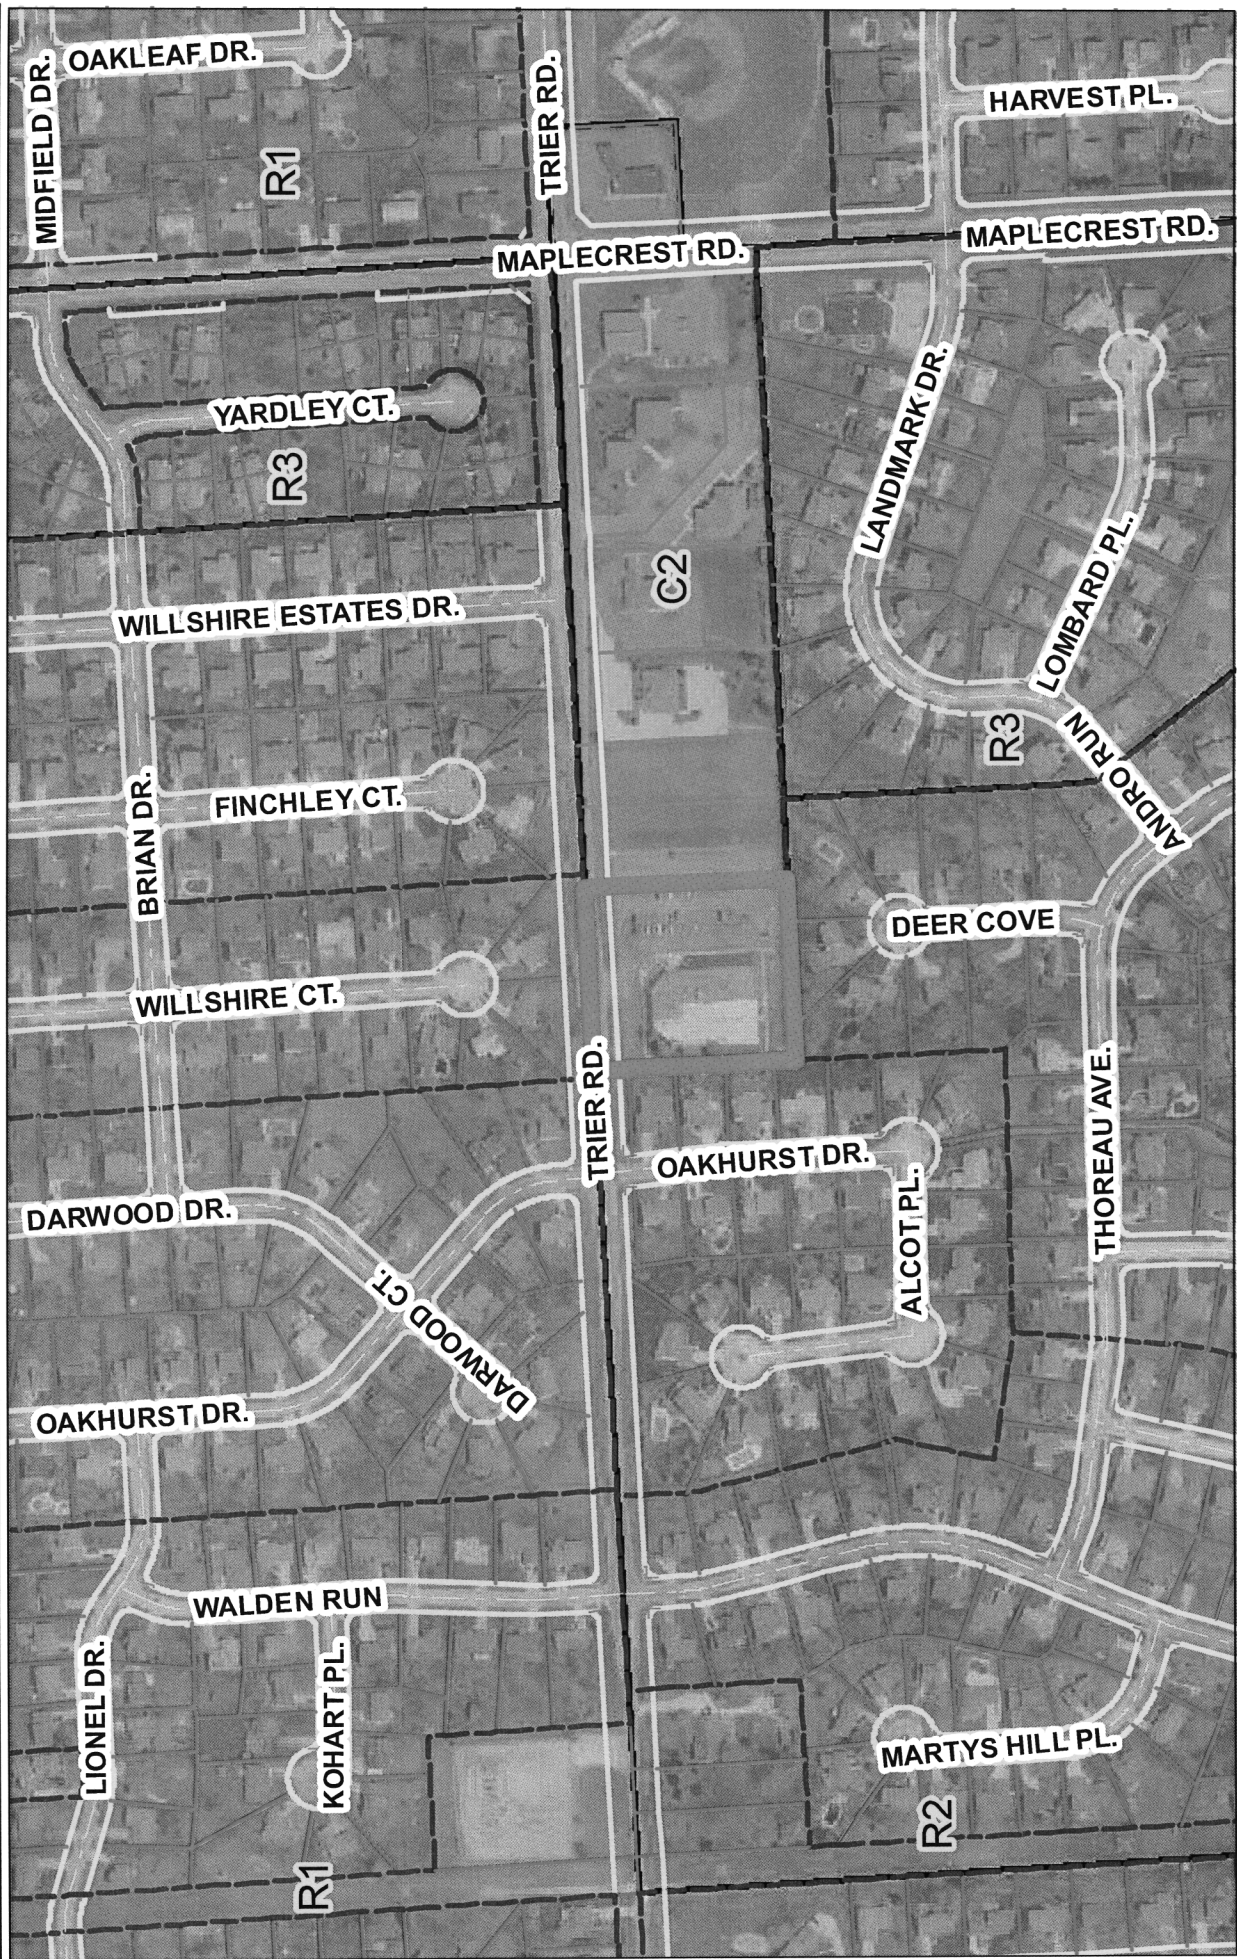 OAKLEAF DR.
MIDFIELD DR.
R1
TRIER RD.
HARVEST PL.
MAPLECREST RD.
MAPLECREST RD.
YARDLEY CT.
R3
LANDMARK DR.
C2
WILLSHIRE ESTATES DR.
LOMBARD PL.
R3
ANDRO RUN
FINCHLEY CT.
BRIAN DR.
DEER COVE
WILLSHIRE CT.
TRIER RD.
OAKHURST DR.
THOREAU AVE.
ALCOT PL.
DARWOOD DR.
DARWOOD CT.
OAKHURST DR.
WALDEN RUN
LIONEL DR.
KOHART PL.
MARTYS HILL PL.
R2
R1